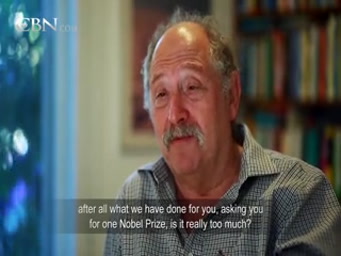 CBN.com
after all what we have done for you, asking you
for one Nobel Prize, is it really too much?